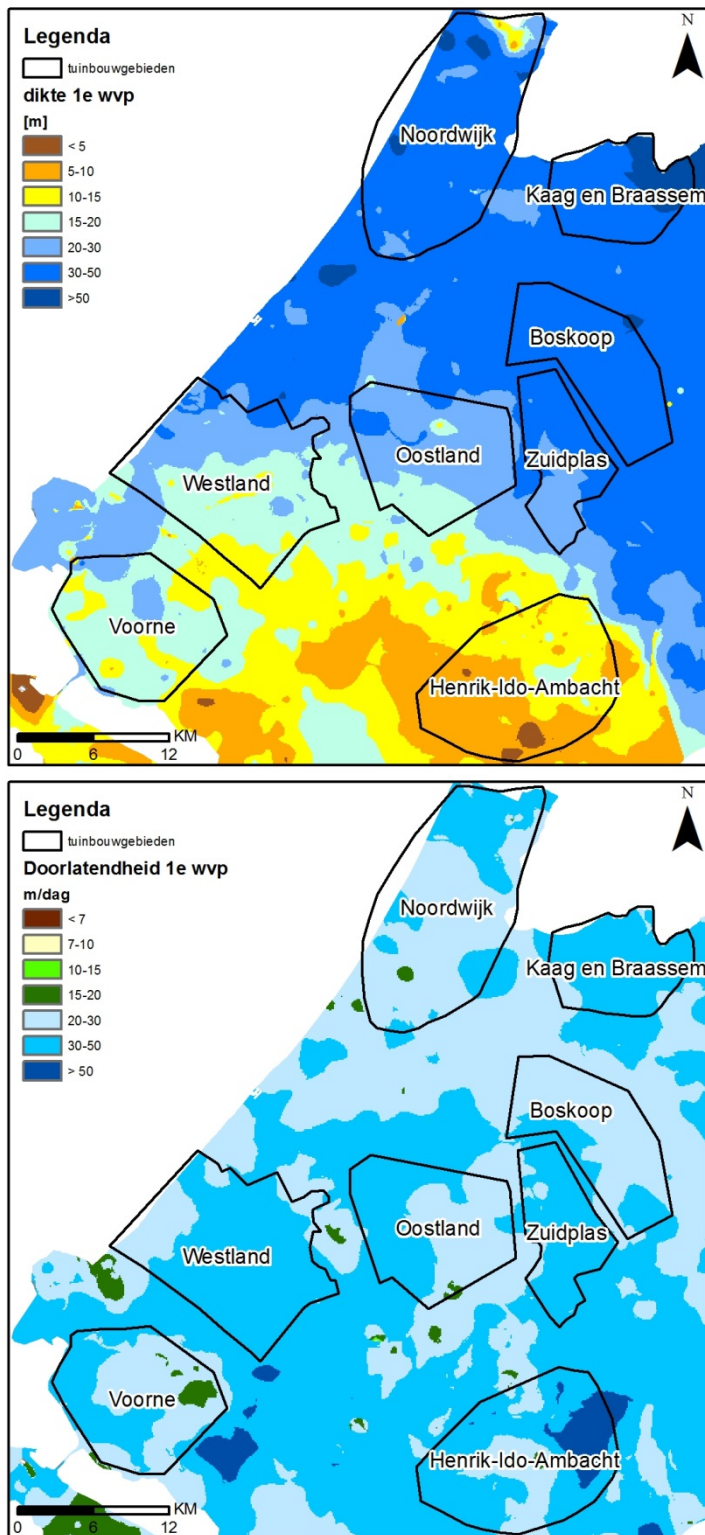 Legenda
tuinbouwgebieden
dikte 1e wvp
[m]
< 5
5-10
10-15
15-20
20-30
30-50
>50
N
Noordwijk
Kaag en Braassem
Boskoop
Oostland
Zuidplas
Westland
Voorne
Henrik-Ido-Ambacht
KM
0 6 12
Legenda
tuinbouwgebieden
Doorlatendheid 1e wvp
m/dag
< 7
7-10
10-15
15-20
20-30
30-50
> 50
N
Noordwijk
Kaag en Braassem
Boskoop
Oostland
Zuidplas
Westland
Voorne
Henrik-Ido-Ambacht
KM
0 6 12